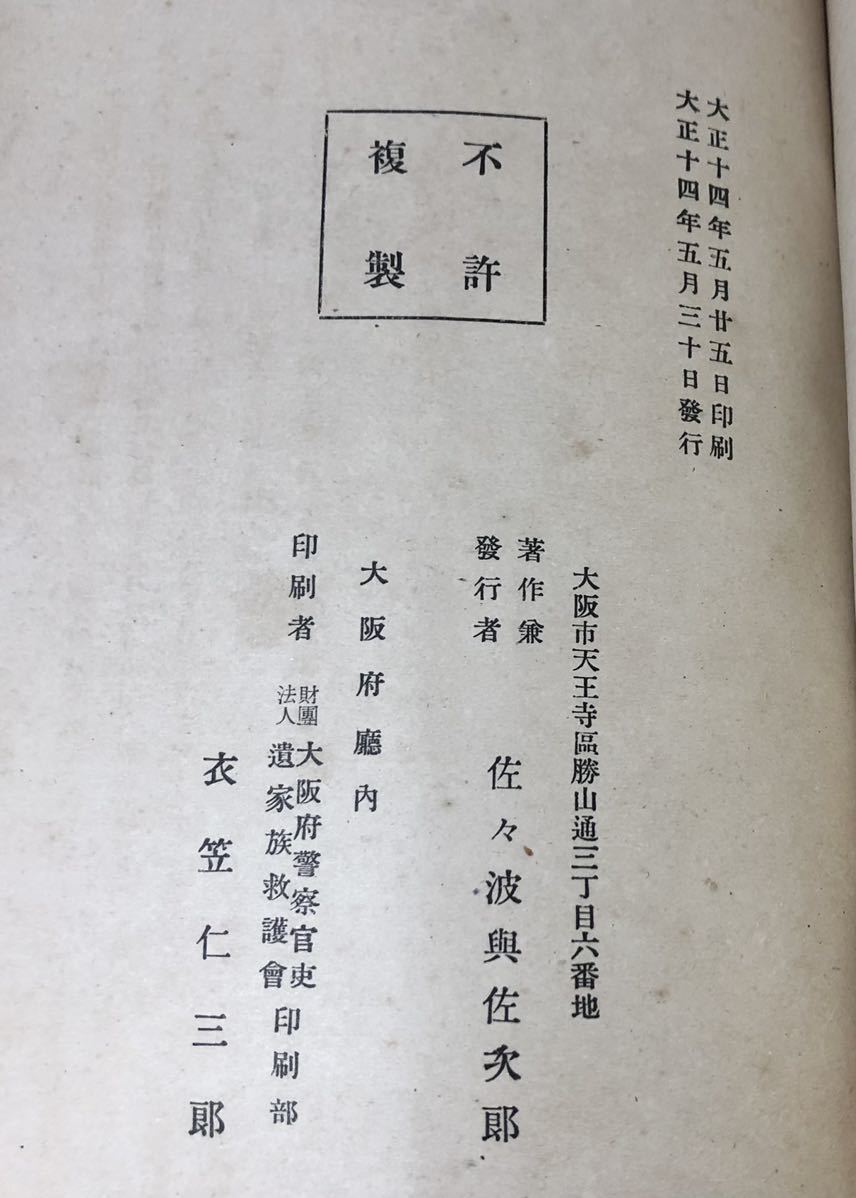 大正十四年五月廿五日印刷
大正十四年五月三十日發行
不許
複製
大阪市天王寺區勝山通三丁目六番地
著作兼
發行者
佐々波與佐次郎
大阪府廳內
印刷者
財團
法人
大阪府警察官吏
遺家族救護會
印刷部
衣笠仁三郎